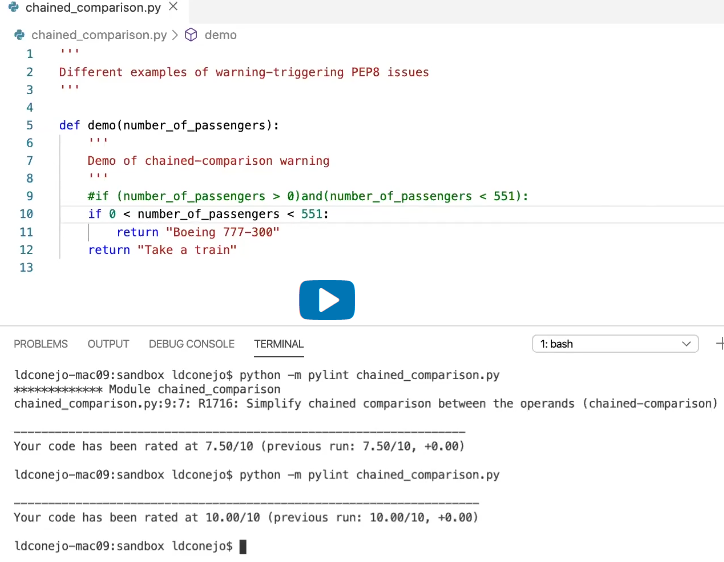 chained_comparison.py
chained_comparison.py > demo
1 '''
2 Different examples of warning-triggering PEP8 issues
3 '''
4
5 def demo(number_of_passengers):
6 '''
7 Demo of chained-comparison warning
8 '''
9 #if (number_of_passengers > 0)and(number_of_passengers < 551):
10 if 0 < number_of_passengers < 551:
11 return "Boeing 777-300"
12 return "Take a train"
13
PROBLEMS OUTPUT DEBUG CONSOLE TERMINAL 1: bash
ldconejo-mac09:sandbox ldconejo$ python -m pylint chained_comparison.py
************* Module chained_comparison
chained_comparison.py:9:7: R1716: Simplify chained comparison between the operands (chained-comparison)
------------------------------------------------------------------
Your code has been rated at 7.50/10 (previous run: 7.50/10, +0.00)
ldconejo-mac09:sandbox ldconejo$ python -m pylint chained_comparison.py
--------------------------------------------------------------------
Your code has been rated at 10.00/10 (previous run: 10.00/10, +0.00)
ldconejo-mac09:sandbox ldconejo$